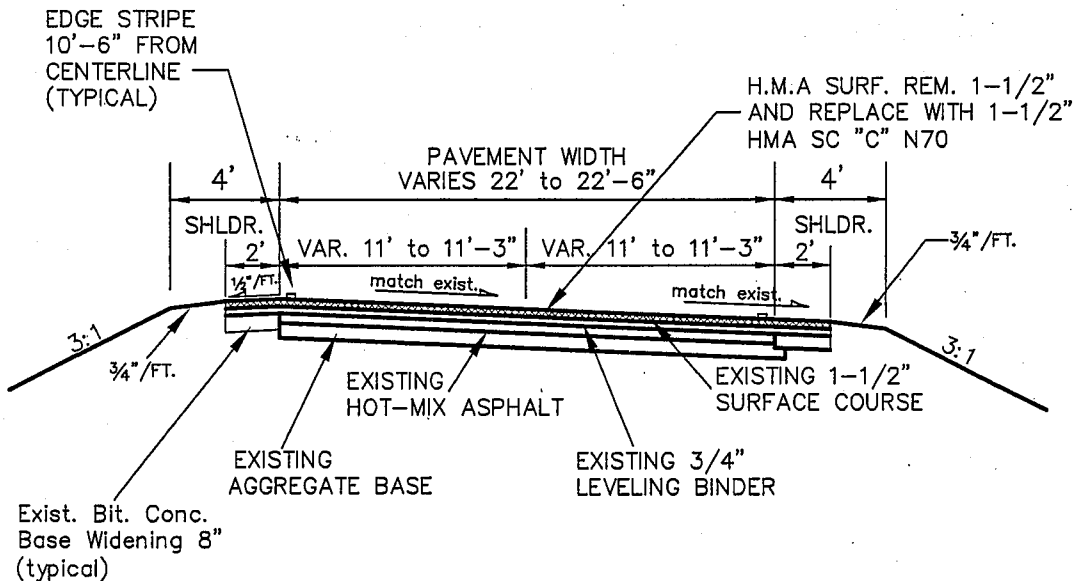 EDGE STRIPE
10'-6" FROM
CENTERLINE
(TYPICAL)
H.M.A SURF. REM. 1-1/2"
AND REPLACE WITH 1-1/2"
HMA SC "C" N70
PAVEMENT WIDTH
VARIES 22' to 22'-6"
4'
4'
SHLDR.
SHLDR.
2'
VAR. 11' to 11'-3"
VAR. 11' to 11'-3"
2'
3/4"/FT.
match exist.
match exist.
3:1
3/4"/FT.
3:1
EXISTING
HOT-MIX ASPHALT
EXISTING 1-1/2"
SURFACE COURSE
EXISTING
AGGREGATE BASE
EXISTING 3/4"
LEVELING BINDER
Exist. Bit. Conc.
Base Widening 8"
(typical)